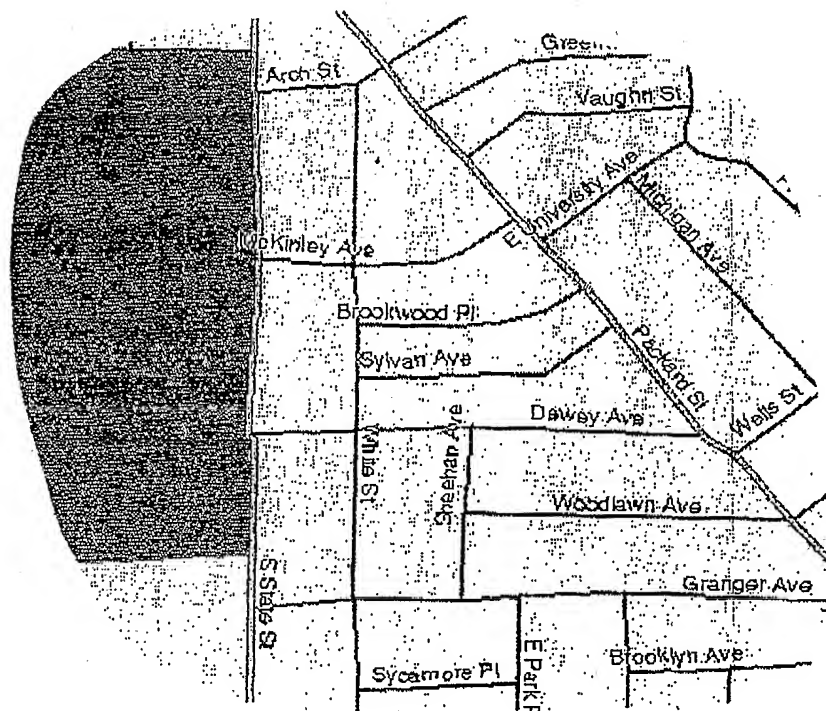 Green
Arch St
Vaughn St
E. University Ave
Michigan Ave
McKinley Ave
Brookwood Pl
Sylvan Ave
Packard St
Wells St
Dewey Ave
White St
Sheehan Ave
Woodlawn Ave
S State St
Granger Ave
Sycamore Pl
E Park P
Brooklyn Ave